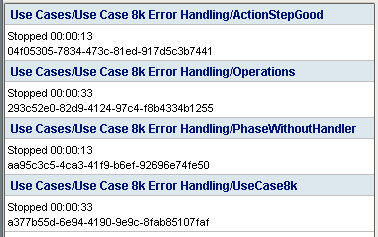 Use Cases/Use Case 8k Error Handling/ActionStepGood
Stopped 00:00:13
04f05305-7834-473c-81ed-917d5c3b7441
Use Cases/Use Case 8k Error Handling/Operations
Stopped 00:00:33
293c52e0-82d9-4124-97c4-f8b4334b1255
Use Cases/Use Case 8k Error Handling/PhaseWithoutHandler
Stopped 00:00:13
aa95c3c5-4ca3-41f9-b6ef-92696e74fe50
Use Cases/Use Case 8k Error Handling/UseCase8k
Stopped 00:00:33
a377b55d-6e94-4190-9e9c-8fab85107faf